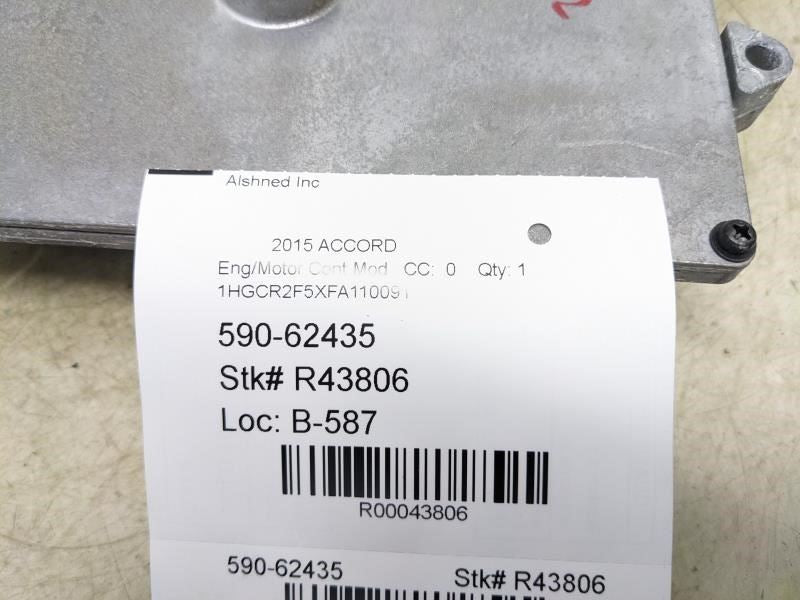 Alshned Inc
2015 ACCORD
Eng/Motor Cont Mod CC: 0 Qty: 1
1HGCR2F5XFA110091
590-62435
Stk# R43806
Loc: B-587
R00043806
590-62435 Stk# R43806